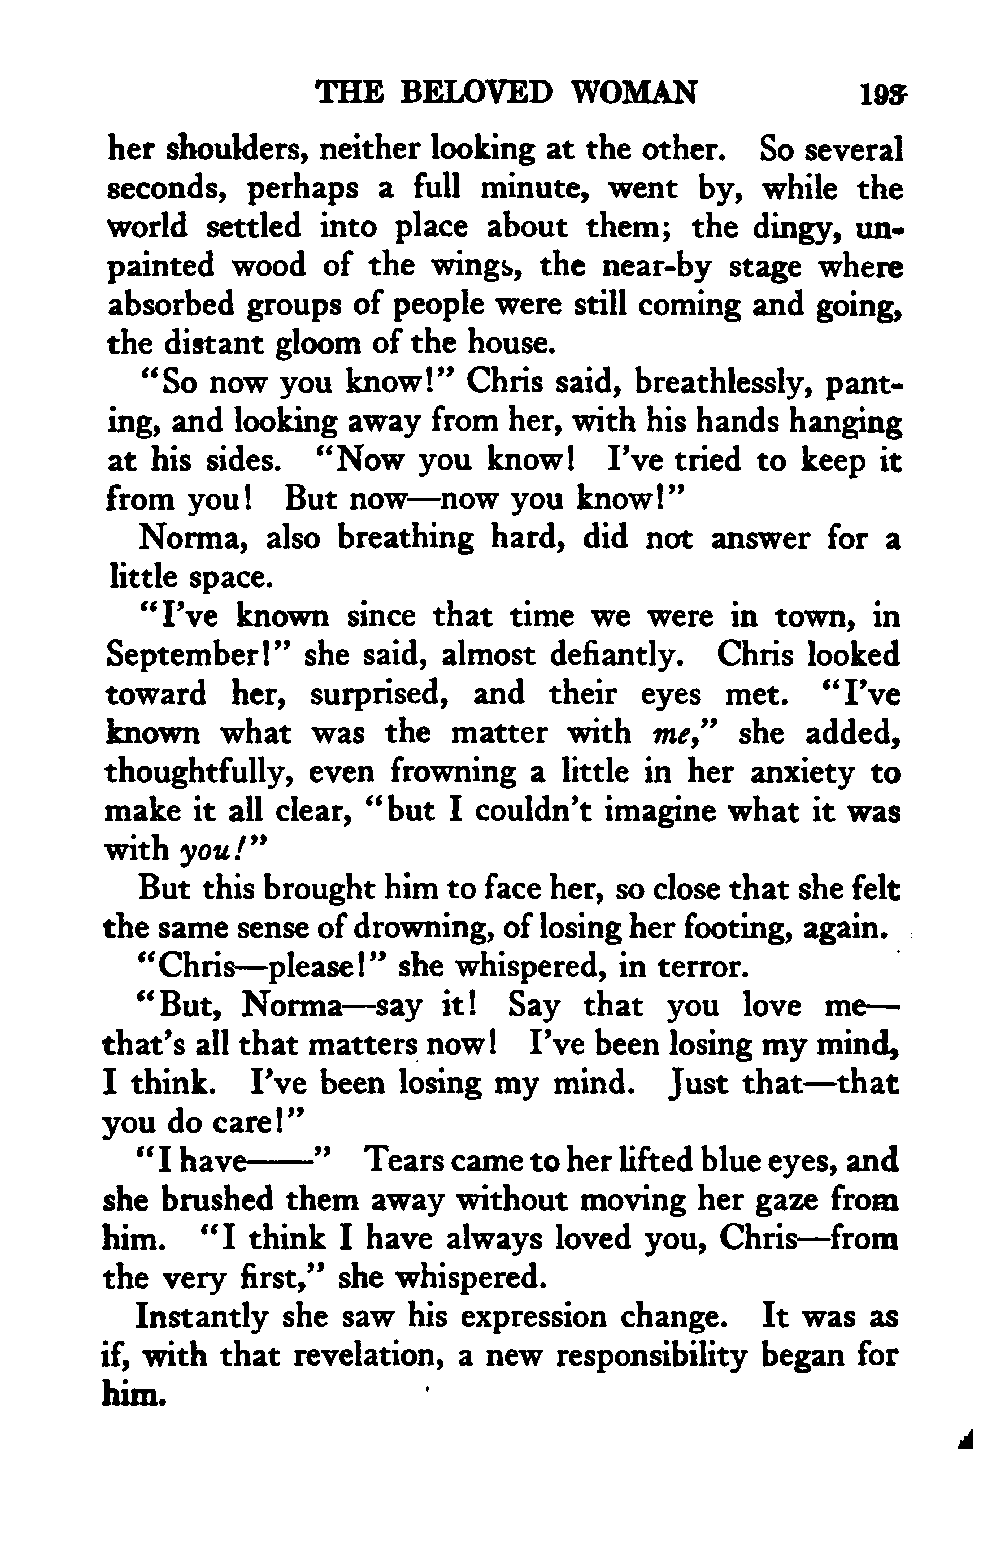 THE BELOVED WOMAN 193
her shoulders, neither looking at the other. So several
seconds, perhaps a full minute, went by, while the
world settled into place about them; the dingy, un-
painted wood of the wings, the near-by stage where
absorbed groups of people were still coming and going,
the distant gloom of the house.
“So now you know!” Chris said, breathlessly, pant-
ing, and looking away from her, with his hands hanging
at his sides. “Now you know! I’ve tried to keep it
from you! But now—now you know!”
Norma, also breathing hard, did not answer for a
little space.
“I’ve known since that time we were in town, in
September!” she said, almost defiantly. Chris looked
toward her, surprised, and their eyes met. “I’ve
known what was the matter with me,” she added,
thoughtfully, even frowning a little in her anxiety to
make it all clear, “but I couldn’t imagine what it was
with you!”
But this brought him to face her, so close that she felt
the same sense of drowning, of losing her footing, again.
“Chris—please!” she whispered, in terror.
“But, Norma—say it! Say that you love me—
that’s all that matters now! I’ve been losing my mind,
I think. I’ve been losing my mind. Just that—that
you do care!”
“I have——” Tears came to her lifted blue eyes, and
she brushed them away without moving her gaze from
him. “I think I have always loved you, Chris—from
the very first,” she whispered.
Instantly she saw his expression change. It was as
if, with that revelation, a new responsibility began for
him.